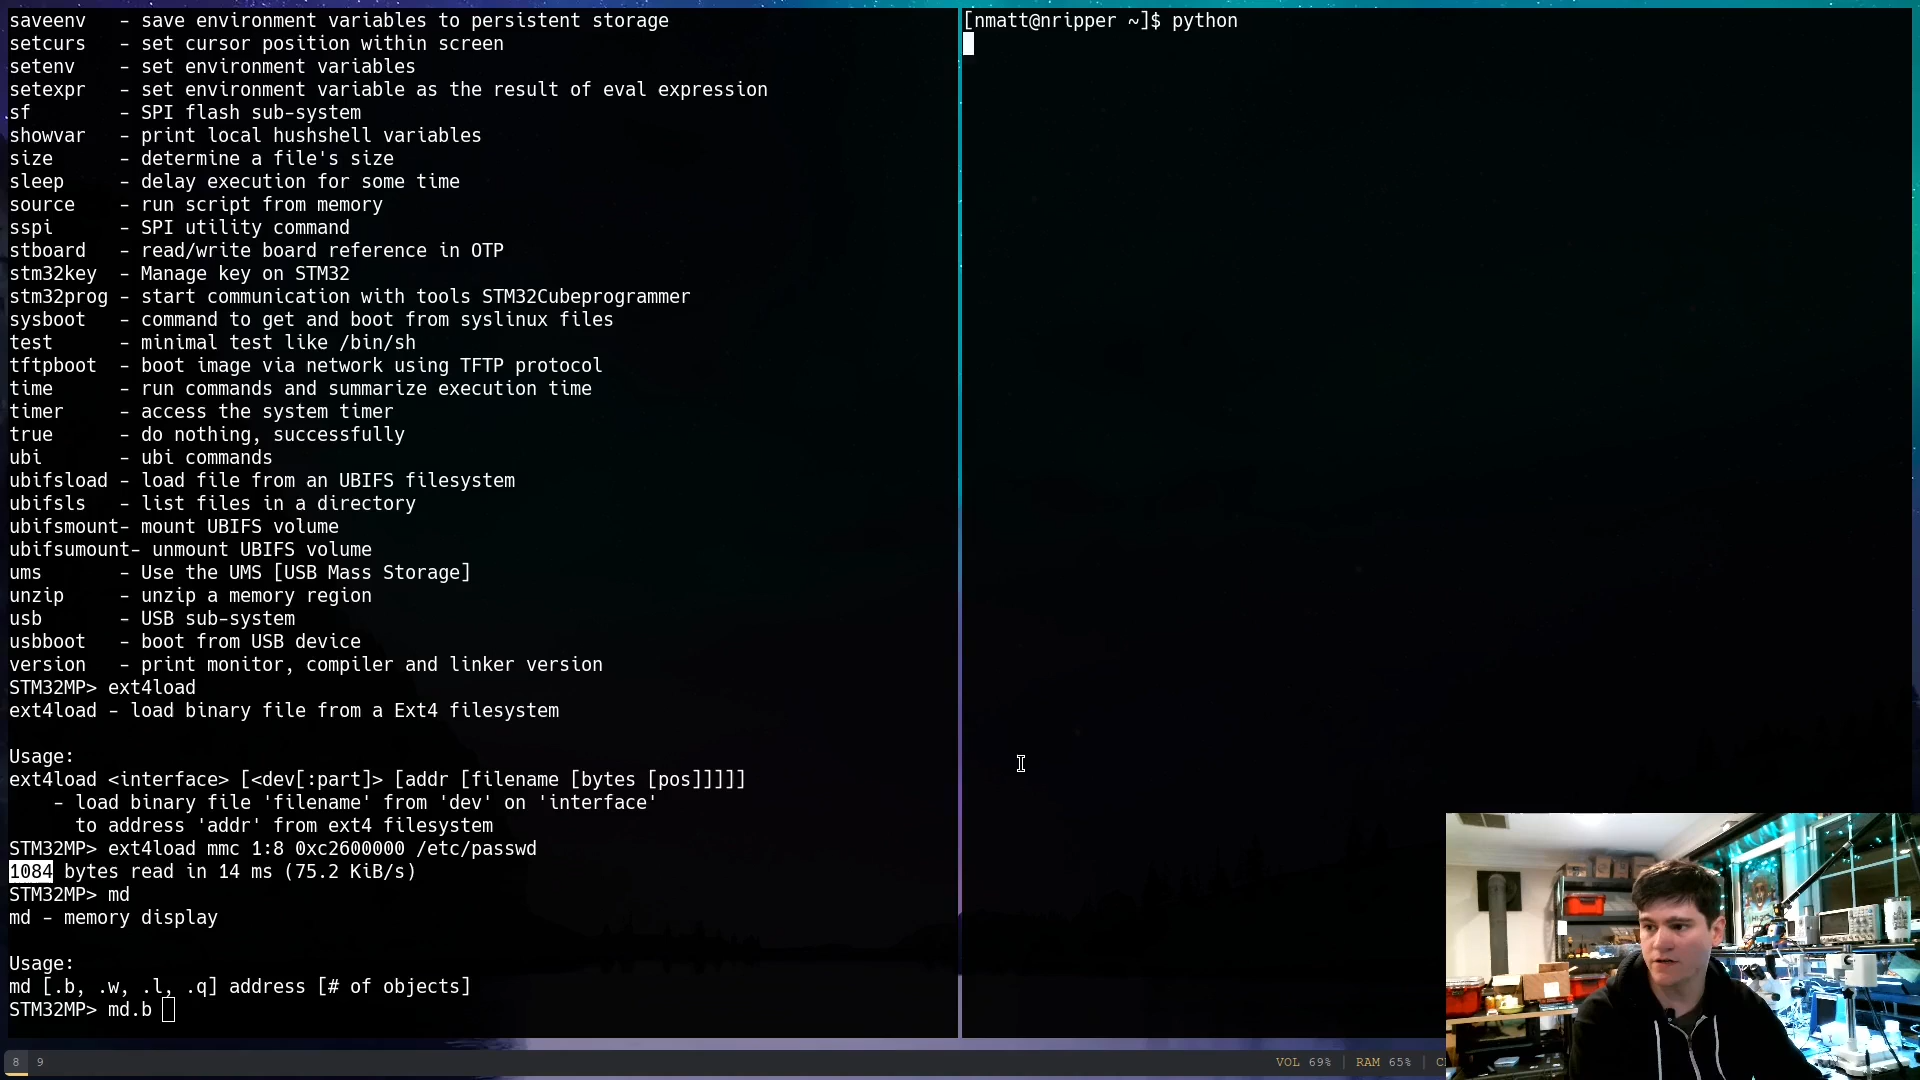 saveenv   - save environment variables to persistent storage
setcurs   - set cursor position within screen
setenv    - set environment variables
setexpr   - set environment variable as the result of eval expression
sf        - SPI flash sub-system
showvar   - print local hushshell variables
size      - determine a file's size
sleep     - delay execution for some time
source    - run script from memory
sspi      - SPI utility command
stboard   - read/write board reference in OTP
stm32key  - Manage key on STM32
stm32prog - start communication with tools STM32Cubeprogrammer
sysboot   - command to get and boot from syslinux files
test      - minimal test like /bin/sh
tftpboot  - boot image via network using TFTP protocol
time      - run commands and summarize execution time
timer     - access the system timer
true      - do nothing, successfully
ubi       - ubi commands
ubifsload - load file from an UBIFS filesystem
ubifsls   - list files in a directory
ubifsmount- mount UBIFS volume
ubifsumount- unmount UBIFS volume
ums       - Use the UMS [USB Mass Storage]
unzip     - unzip a memory region
usb       - USB sub-system
usbboot   - boot from USB device
version   - print monitor, compiler and linker version
STM32MP> ext4load
ext4load - load binary file from a Ext4 filesystem
Usage:
ext4load <interface> [<dev[:part]> [addr [filename [bytes [pos]]]]]
    - load binary file 'filename' from 'dev' on 'interface'
      to address 'addr' from ext4 filesystem
STM32MP> ext4load mmc 1:8 0xc2600000 /etc/passwd
1084 bytes read in 14 ms (75.2 KiB/s)
STM32MP> md
md - memory display
Usage:
md [.b, .w, .l, .q] address [# of objects]
STM32MP> md.b
[nmatt@nripper ~]$ python
8 9
VOL 69% | RAM 65% |